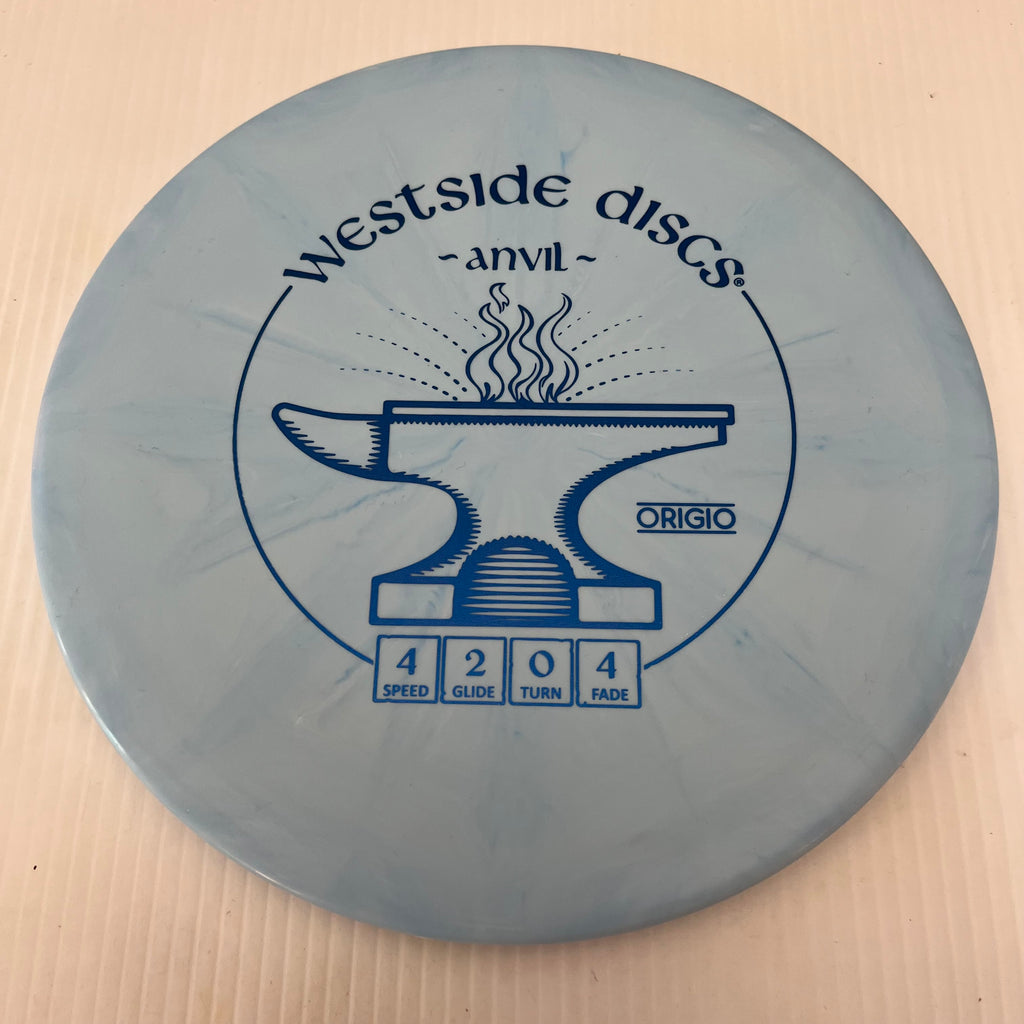 westside discs®
~anvil~
ORIGIO
4 2 0 4
SPEED GLIDE TURN FADE